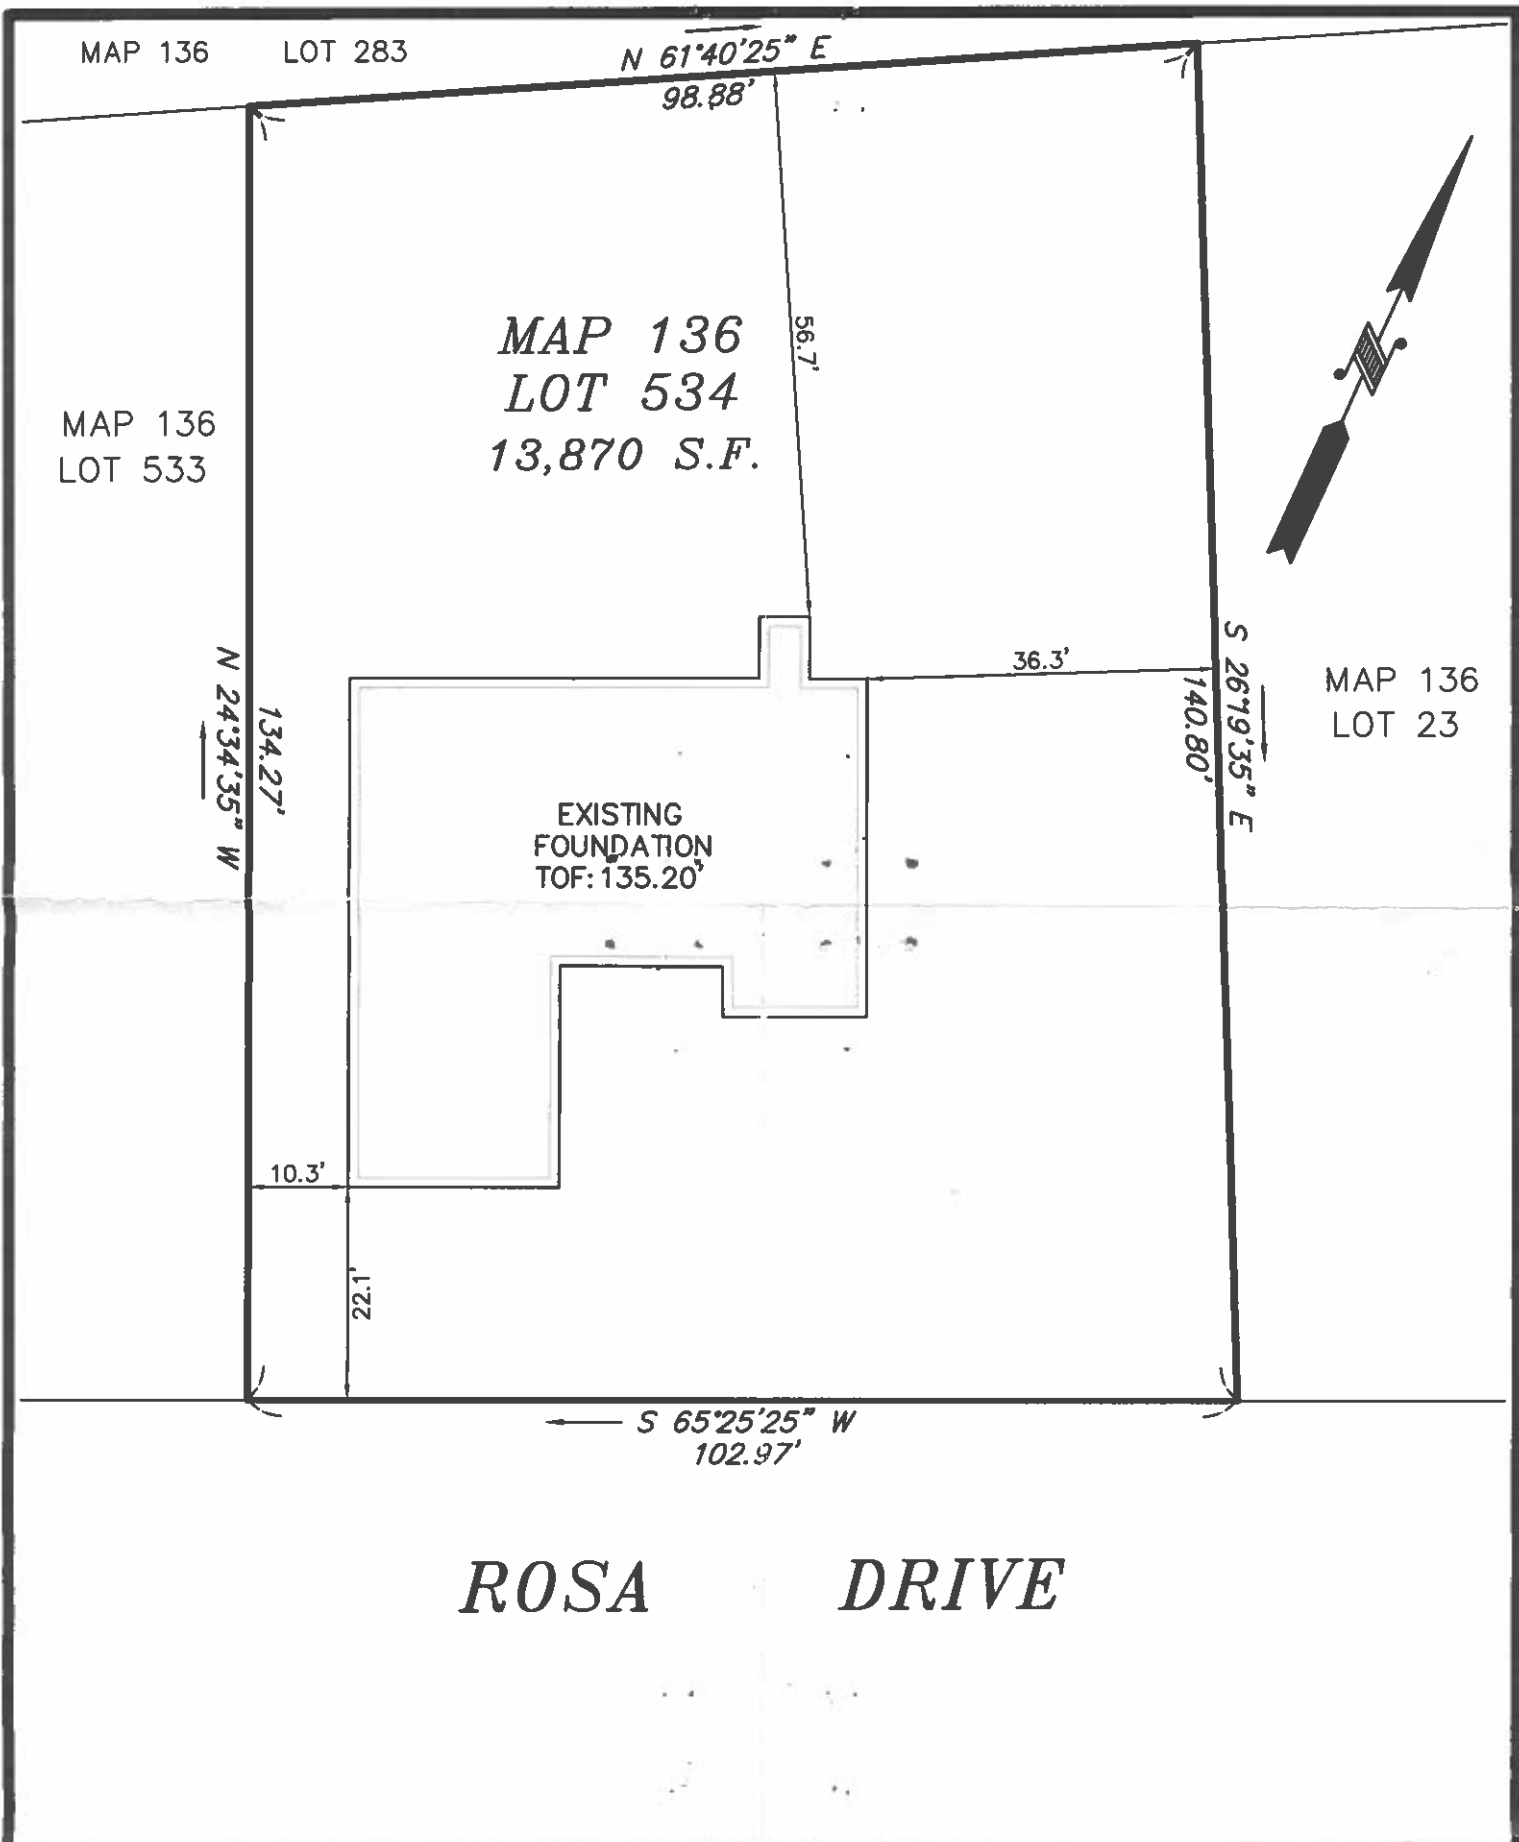 MAP 136 LOT 283
N 61°40'25" E
98.88'
MAP 136
LOT 534
13,870 S.F.
56.7'
MAP 136
LOT 533
N 24°34'35" W
134.27'
36.3'
S 26°19'35" E
140.80'
MAP 136
LOT 23
EXISTING
FOUNDATION
TOF: 135.20'
10.3'
22.1'
S 65°25'25" W
102.97'
ROSA DRIVE